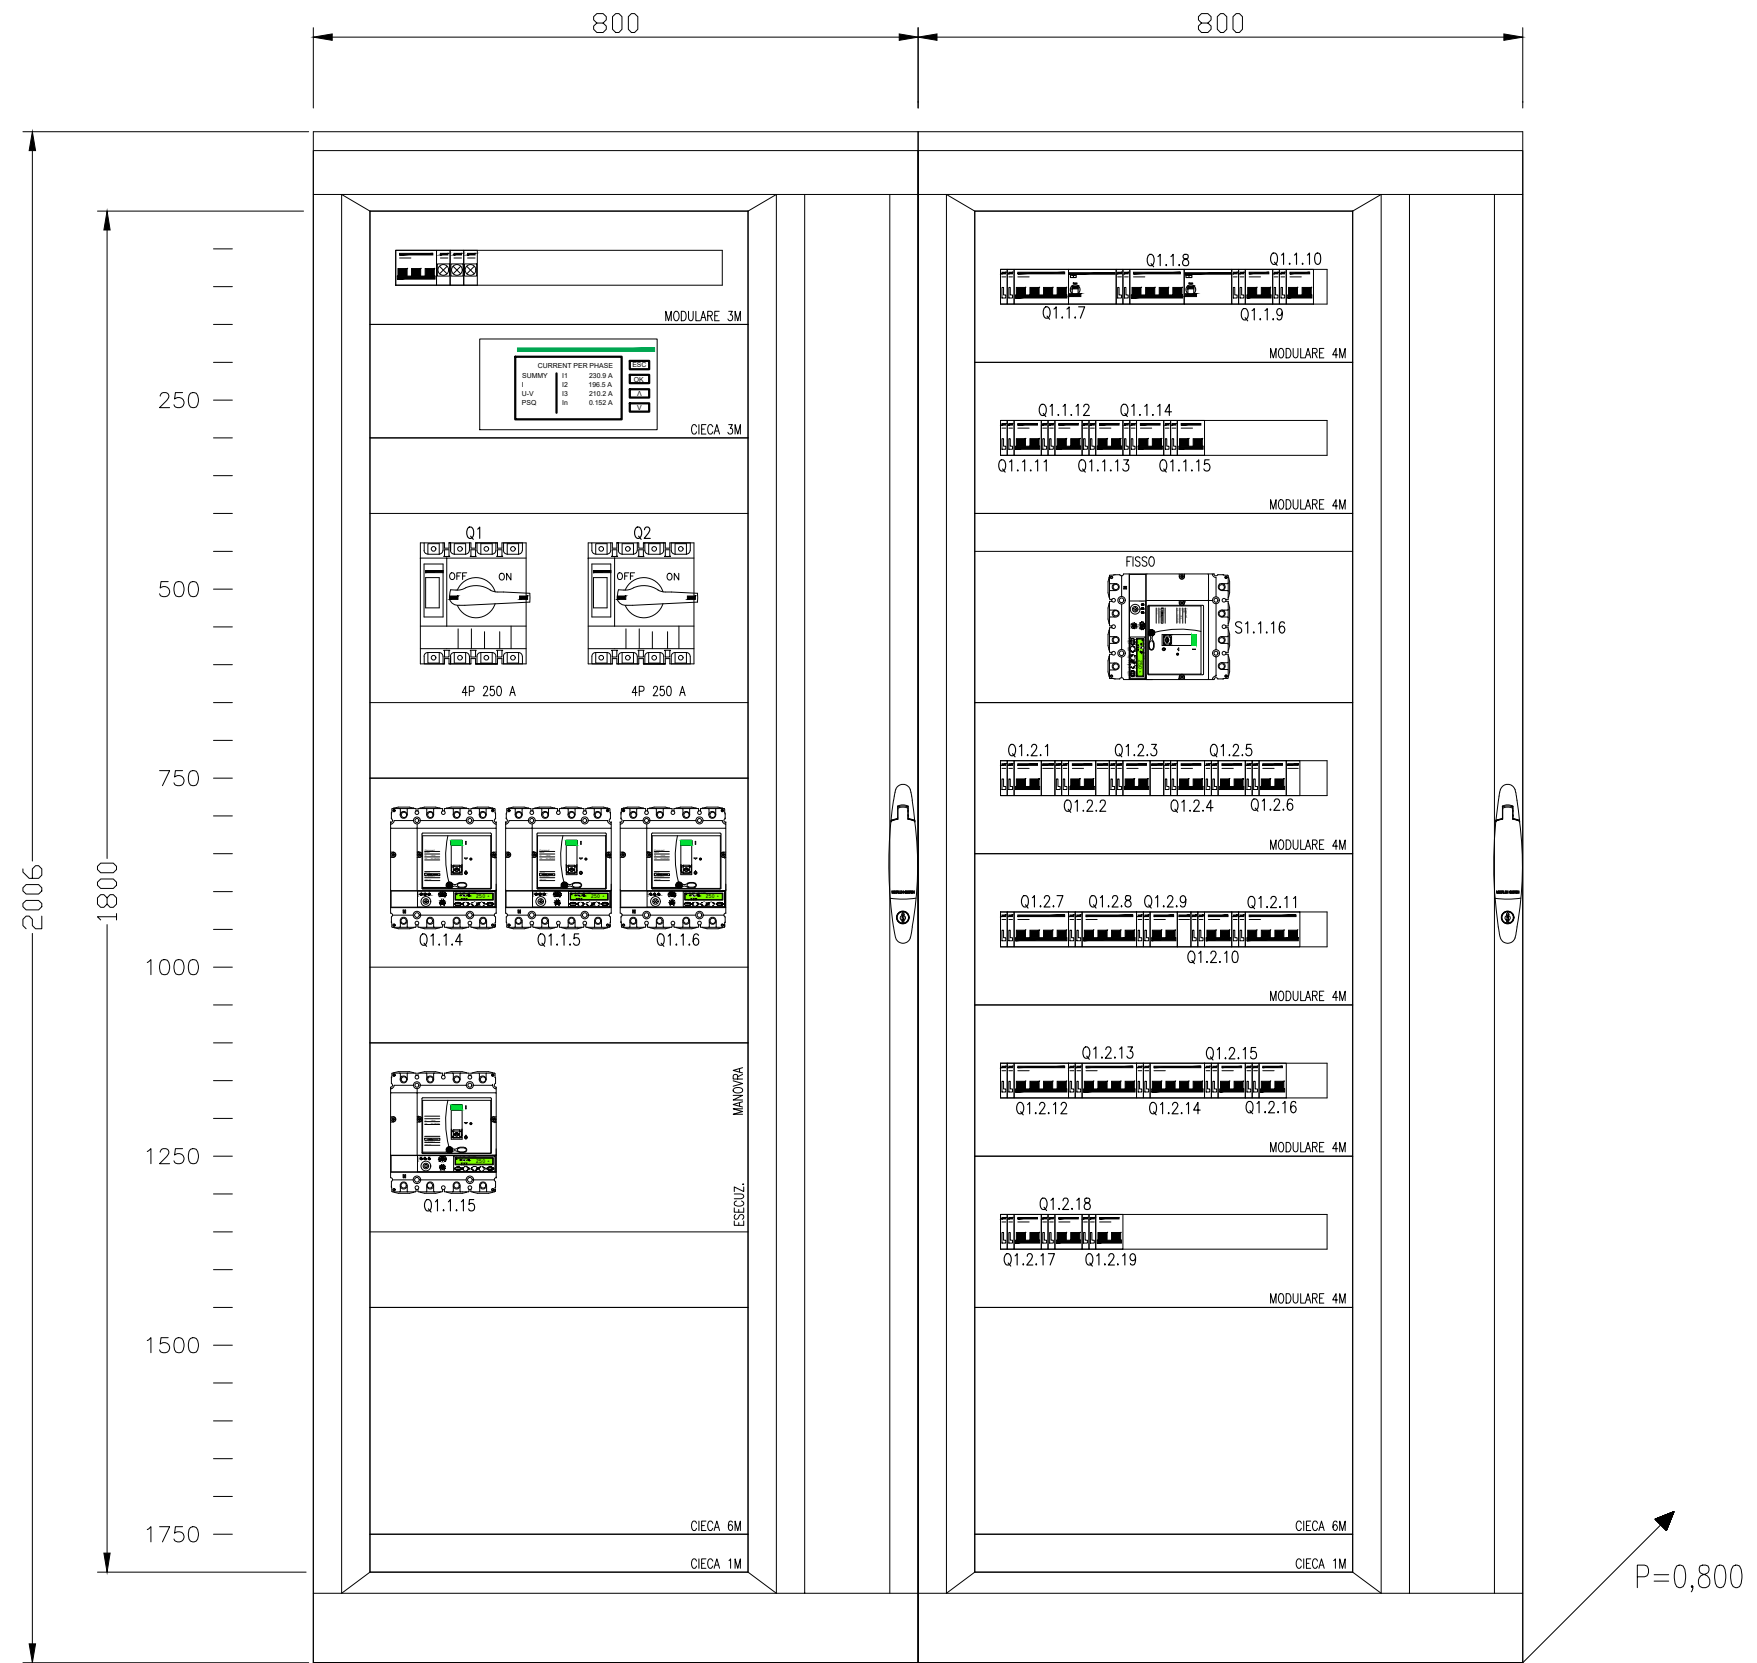 800
800
2006
1800
250
500
750
1000
1250
1500
1750
MODULARE 3M
CURRENT PER PHASE
SUMMY I1 230.9 A
I I2 196.5 A
U-V I3 210.2 A
PSQ In 0.152 A
ESC
OK
CIECA 3M
Q1
Q2
OFF ON
OFF ON
4P 250 A
4P 250 A
Q1.1.4
Q1.1.5
Q1.1.6
MANOVRA
ESECUZ.
Q1.1.15
CIECA 6M
CIECA 1M
Q1.1.8
Q1.1.10
Q1.1.7
Q1.1.9
MODULARE 4M
Q1.1.12
Q1.1.14
Q1.1.11
Q1.1.13
Q1.1.15
MODULARE 4M
FISSO
S1.1.16
Q1.2.1
Q1.2.3
Q1.2.5
Q1.2.2
Q1.2.4
Q1.2.6
MODULARE 4M
Q1.2.7
Q1.2.8
Q1.2.9
Q1.2.11
Q1.2.10
MODULARE 4M
Q1.2.13
Q1.2.15
Q1.2.12
Q1.2.14
Q1.2.16
MODULARE 4M
Q1.2.18
Q1.2.17
Q1.2.19
MODULARE 4M
CIECA 6M
CIECA 1M
P=0,800